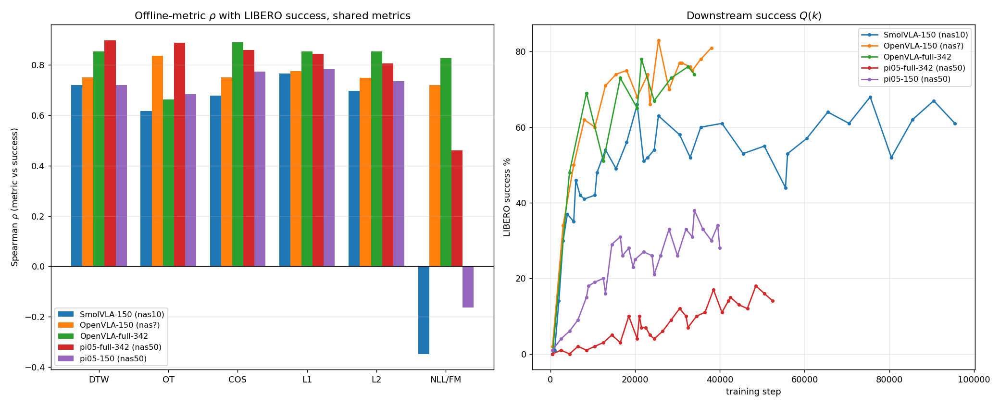 Offline-metric ρ with LIBERO success, shared metrics
Spearman ρ (metric vs success)
0.8
0.6
0.4
0.2
0.0
−0.2
−0.4
SmolVLA-150 (nas10)
OpenVLA-150 (nas?)
OpenVLA-full-342
pi05-full-342 (nas50)
pi05-150 (nas50)
DTW OT COS L1 L2 NLL/FM
Downstream success Q(k)
LIBERO success %
80
60
40
20
0
SmolVLA-150 (nas10)
OpenVLA-150 (nas?)
OpenVLA-full-342
pi05-full-342 (nas50)
pi05-150 (nas50)
0 20000 40000 60000 80000 100000
training step